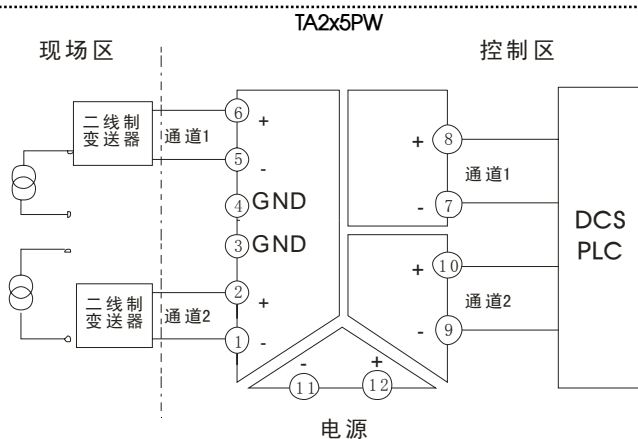 TA2x5PW
现场区
控制区
二线制
变送器
通道1
6
+
5
-
4 GND
3 GND
二线制
变送器
通道2
2
+
1
-
+ 8
通道1
- 7
+ 10
通道2
- 9
DCS
PLC
- +
11 12
电源